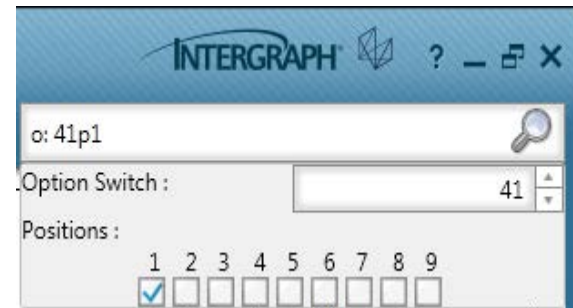 INTERGRAPH ?
o: 41p1
Option Switch : 41
Positions :
1 2 3 4 5 6 7 8 9